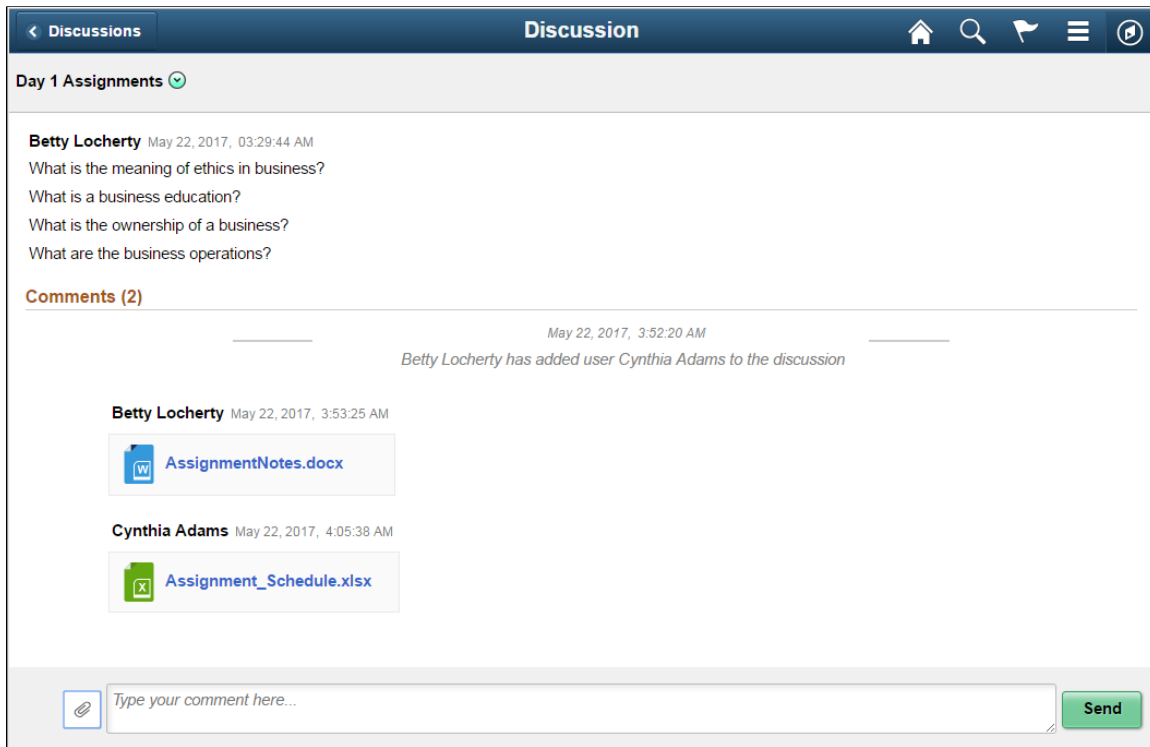 Discussions
Discussion
Day 1 Assignments
Betty Locherty May 22, 2017, 03:29:44 AM
What is the meaning of ethics in business?
What is a business education?
What is the ownership of a business?
What are the business operations?
Comments (2)
May 22, 2017, 3:52:20 AM
Betty Locherty has added user Cynthia Adams to the discussion
Betty Locherty May 22, 2017, 3:53:25 AM
W AssignmentNotes.docx
Cynthia Adams May 22, 2017, 4:05:38 AM
X Assignment_Schedule.xlsx
Type your comment here...
Send